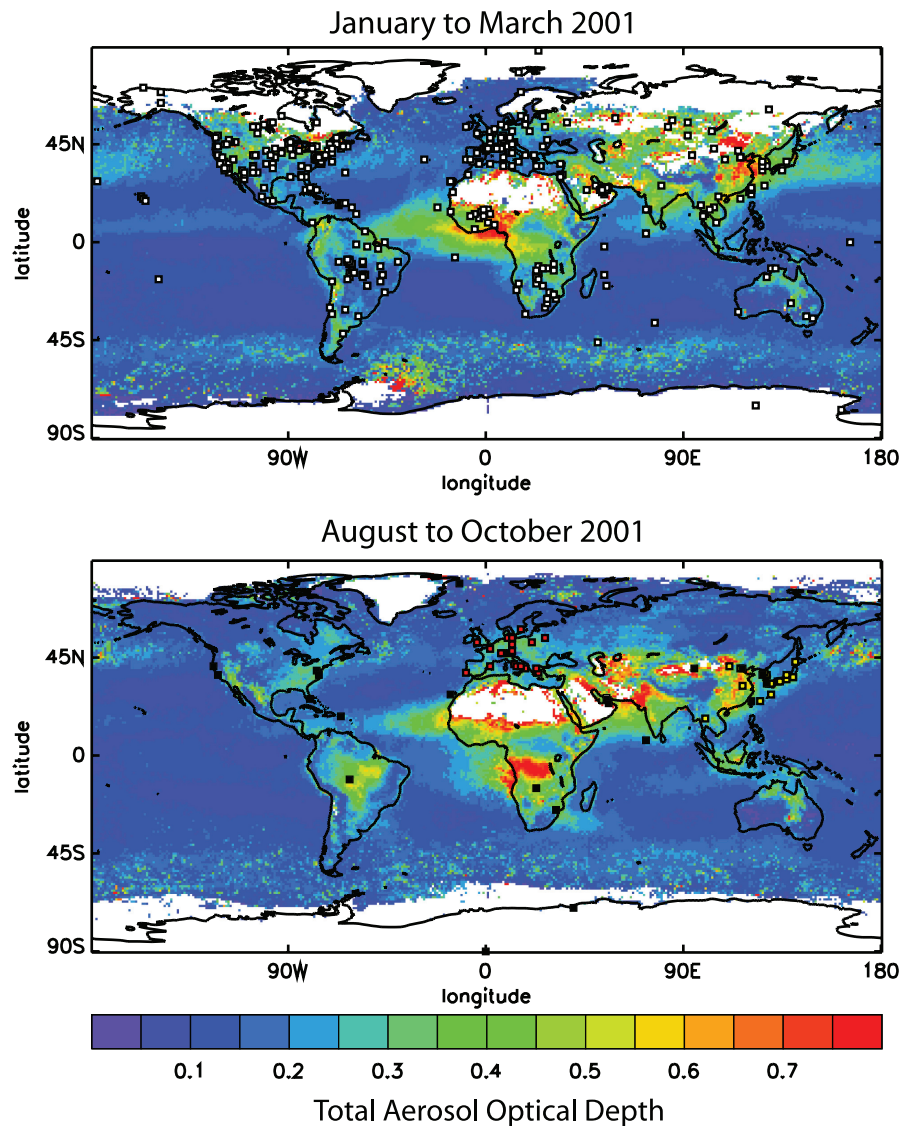 January to March 2001
45N
0
45S
90S
latitude
90W 0 90E 180
longitude
August to October 2001
45N
0
45S
90S
latitude
90W 0 90E 180
longitude
0.1 0.2 0.3 0.4 0.5 0.6 0.7
Total Aerosol Optical Depth